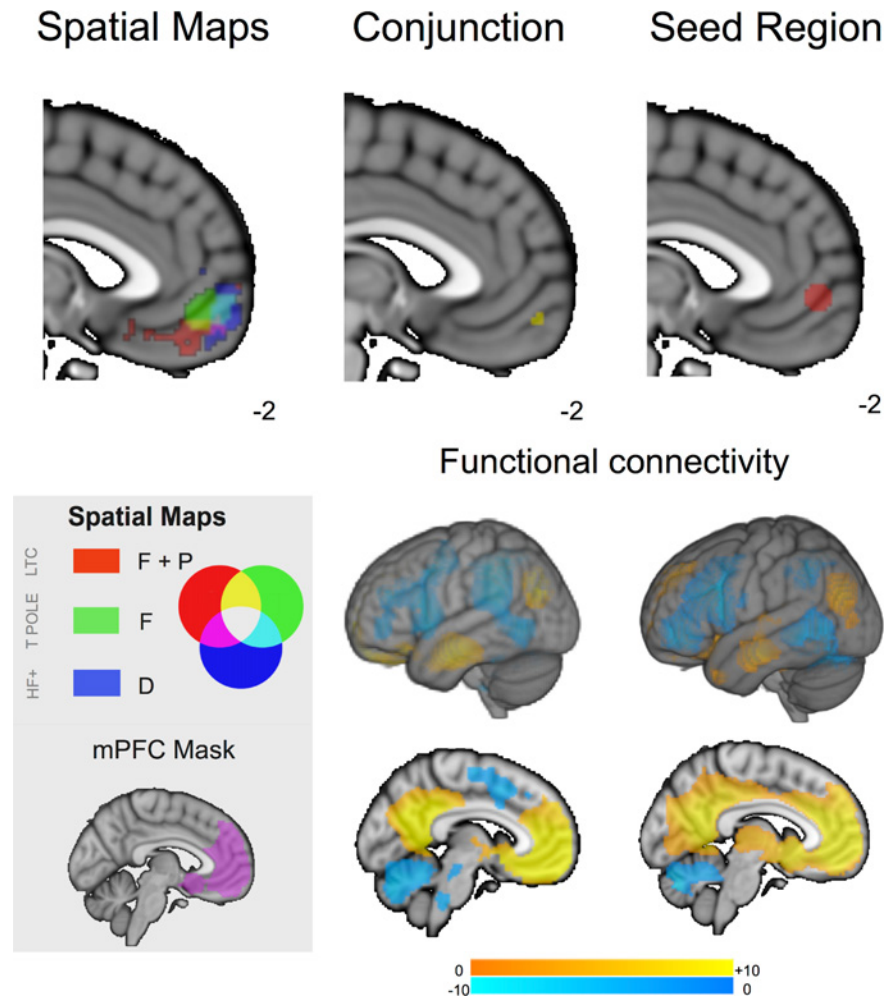 Spatial Maps
Conjunction
Seed Region
-2
-2
-2
Functional connectivity
Spatial Maps
LTC
F + P
T POLE
F
HF+
D
mPFC Mask
0
+10
-10
0